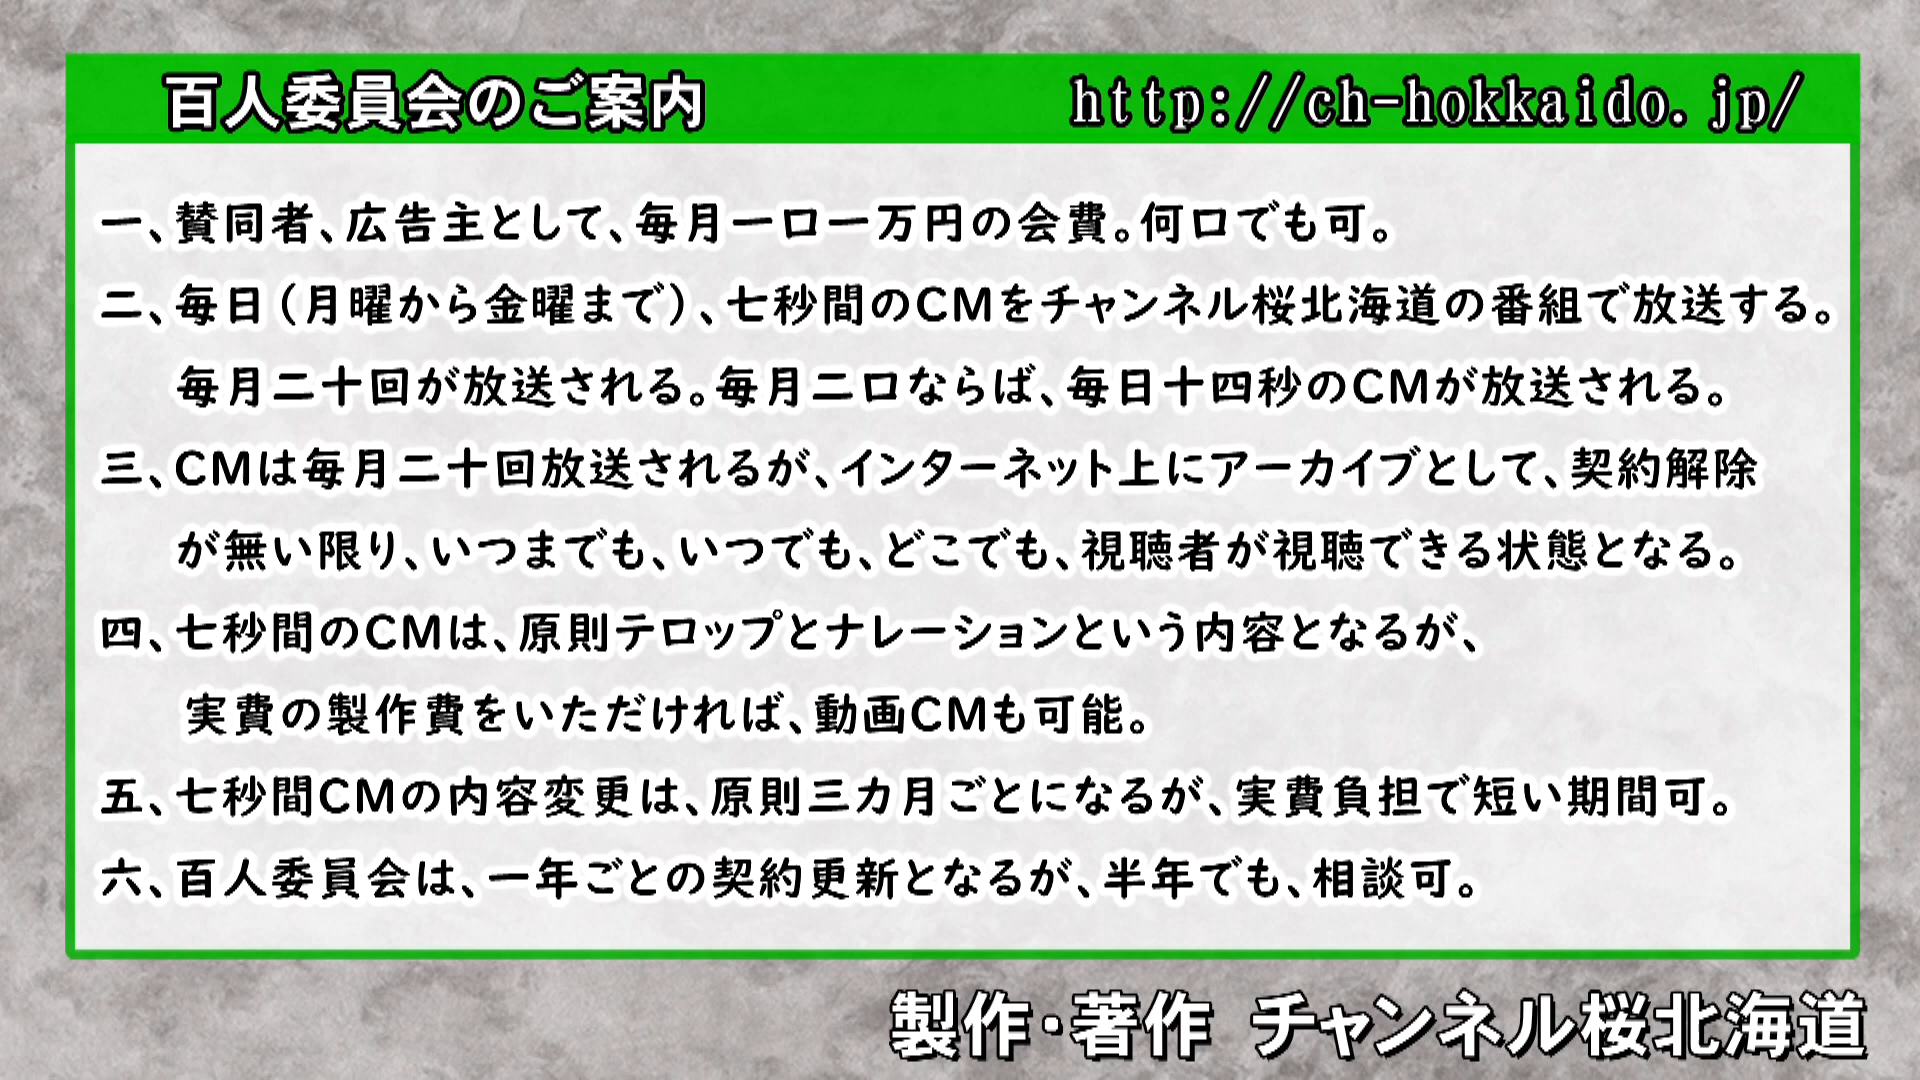 百人委員会のご案内 http://ch-hokkaido.jp/
一、賛同者、広告主として、毎月一口一万円の会費。何口でも可。
二、毎日（月曜から金曜まで）、七秒間のCMをチャンネル桜北海道の番組で放送する。
毎月二十回が放送される。毎月二口ならば、毎日十四秒のCMが放送される。
三、CMは毎月二十回放送されるが、インターネット上にアーカイブとして、契約解除
が無い限り、いつまでも、いつでも、どこでも、視聴者が視聴できる状態となる。
四、七秒間のCMは、原則テロップとナレーションという内容となるが、
実費の製作費をいただければ、動画CMも可能。
五、七秒間CMの内容変更は、原則三カ月ごとになるが、実費負担で短い期間可。
六、百人委員会は、一年ごとの契約更新となるが、半年でも、相談可。
製作・著作 チャンネル桜北海道